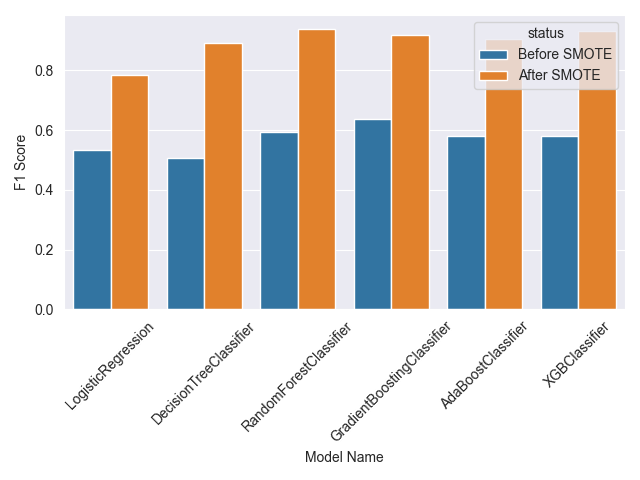 status
Before SMOTE
After SMOTE
F1 Score
0.8
0.6
0.4
0.2
0.0
LogisticRegression
DecisionTreeClassifier
RandomForestClassifier
GradientBoostingClassifier
AdaBoostClassifier
XGBClassifier
Model Name